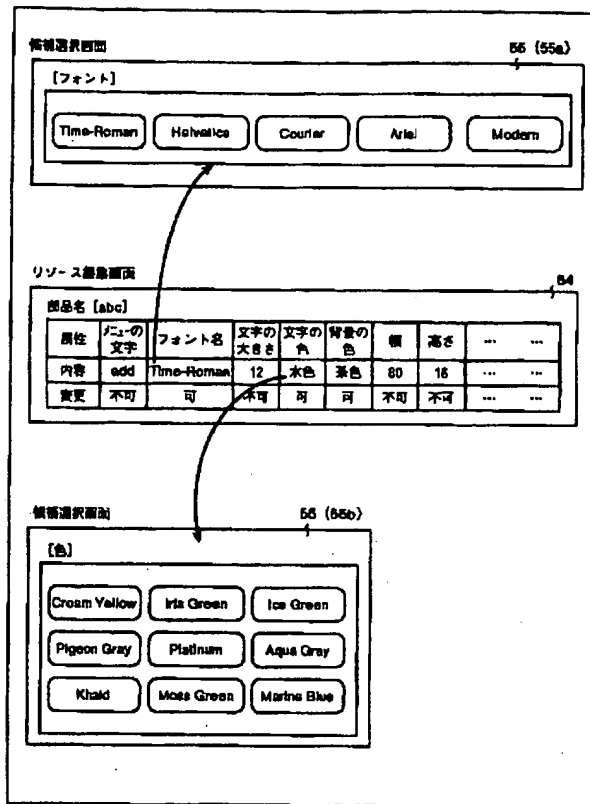 候補選択画面 55 (55a)
[フォント]
Time-Roman Helvetica Courier Ariel Modern
リソース編集画面 54
部品名 [abc]
属性 メニューの文字 フォント名 文字の大きさ 文字の色 背景の色 幅 高さ … …
内容 add Time-Roman 12 水色 茶色 80 16 … …
変更 不可 可 不可 可 可 不可 不可 … …
候補選択画面 55 (55b)
[色]
Cream Yellow Iris Green Ice Green
Pigeon Gray Platinum Aqua Gray
Khaki Moss Green Marine Blue